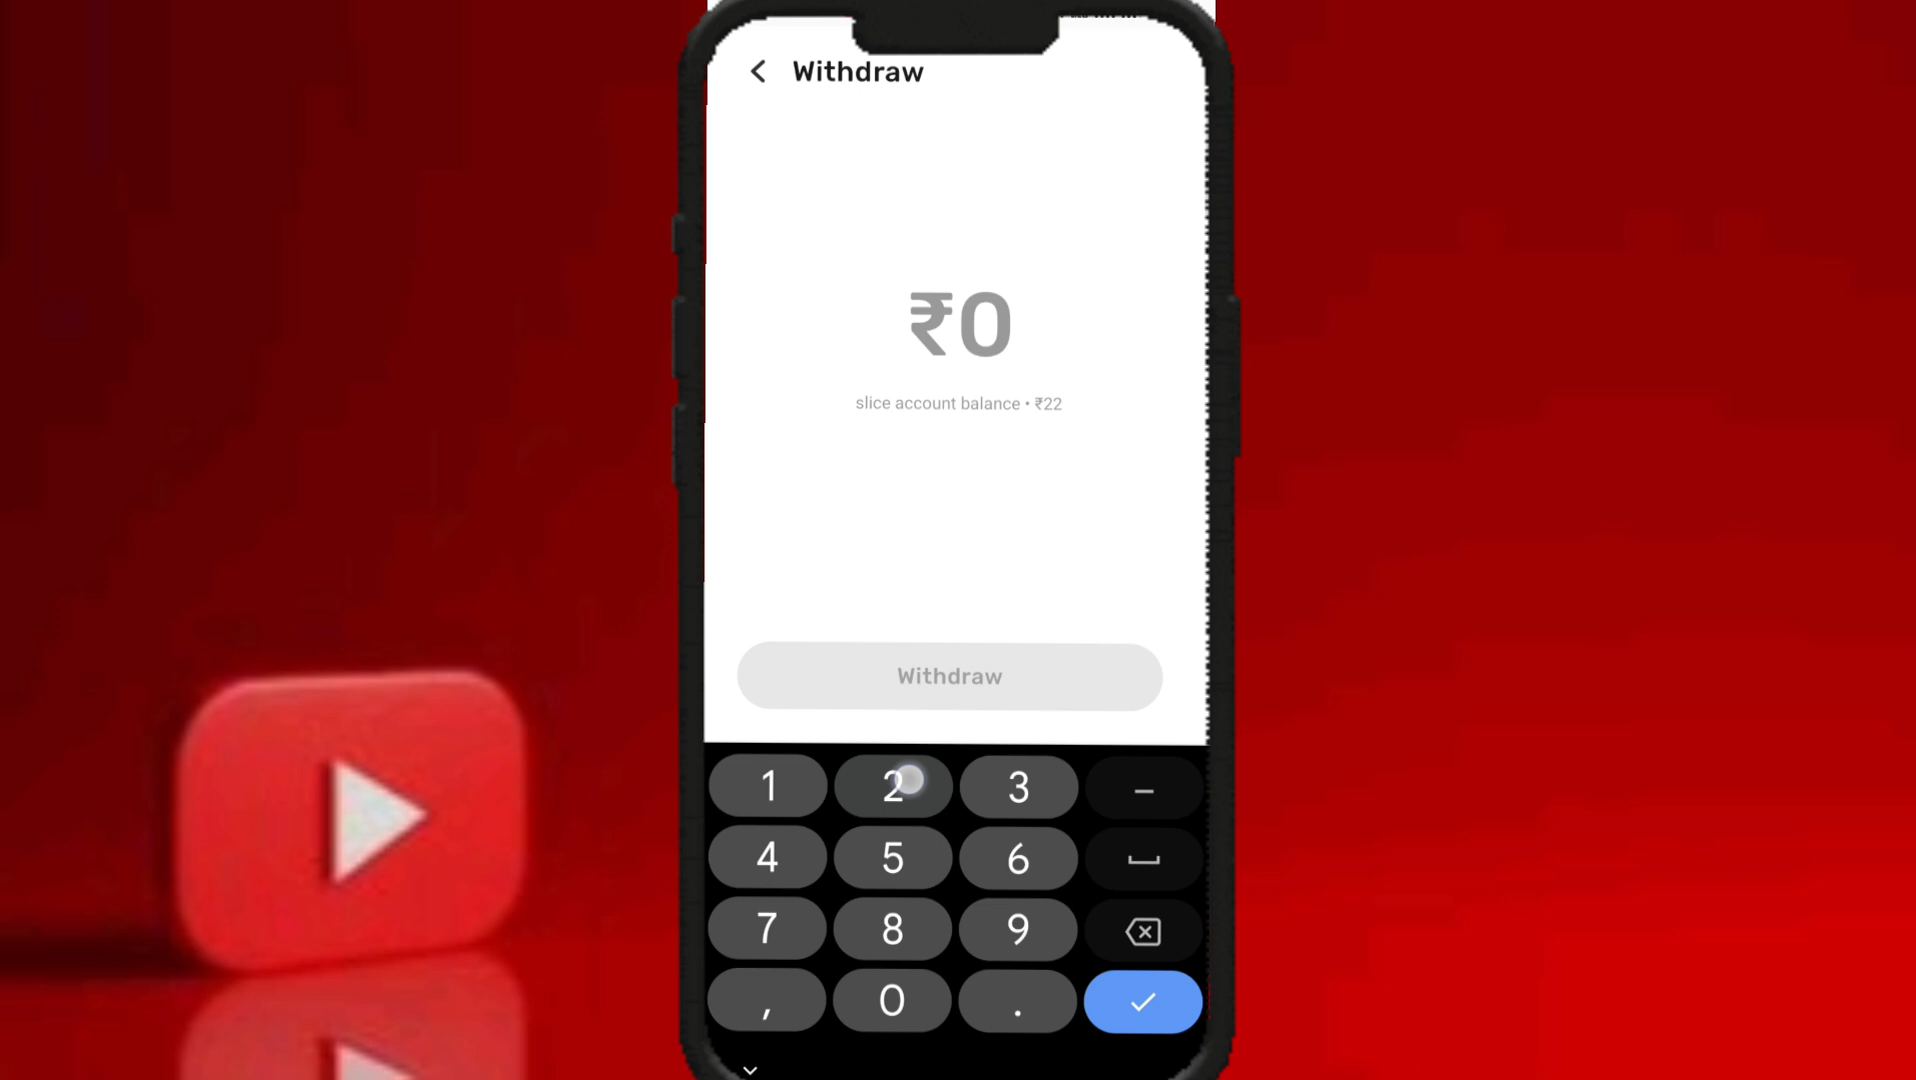 Withdraw
₹0
slice account balance • ₹22
Withdraw
1 2 3 –
4 5 6
7 8 9
, 0 .